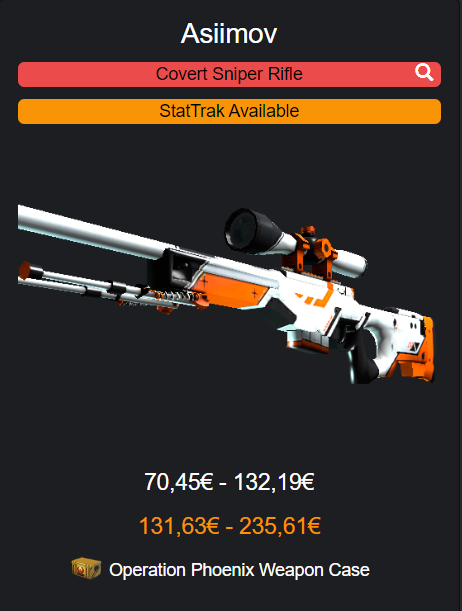 Asiimov
Covert Sniper Rifle
StatTrak Available
70,45€ - 132,19€
131,63€ - 235,61€
Operation Phoenix Weapon Case